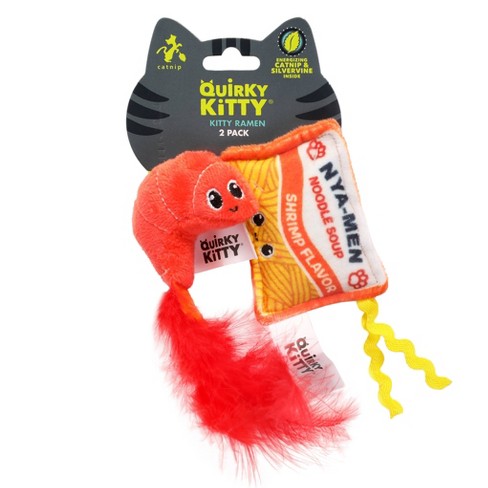 catnip
ENERGIZING
CATNIP &
SILVERVINE
INSIDE
QUIRKY
KITTY®
KITTY RAMEN
2 PACK
NYA-MEN
NOODLE SOUP
SHRIMP FLAVOR
QUIRKY
KITTY
QUIRKY
KITTY